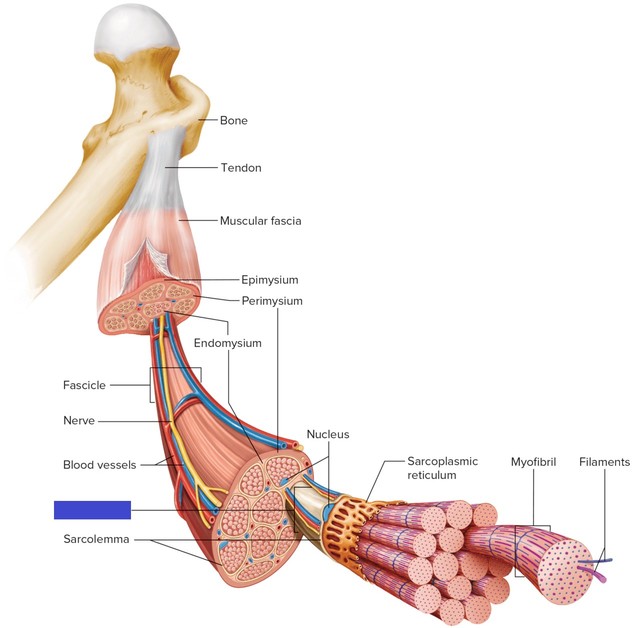 Bone
Tendon
Muscular fascia
Epimysium
Perimysium
Endomysium
Fascicle
Nerve
Nucleus
Blood vessels
Sarcoplasmic
reticulum
Myofibril
Filaments
Sarcolemma